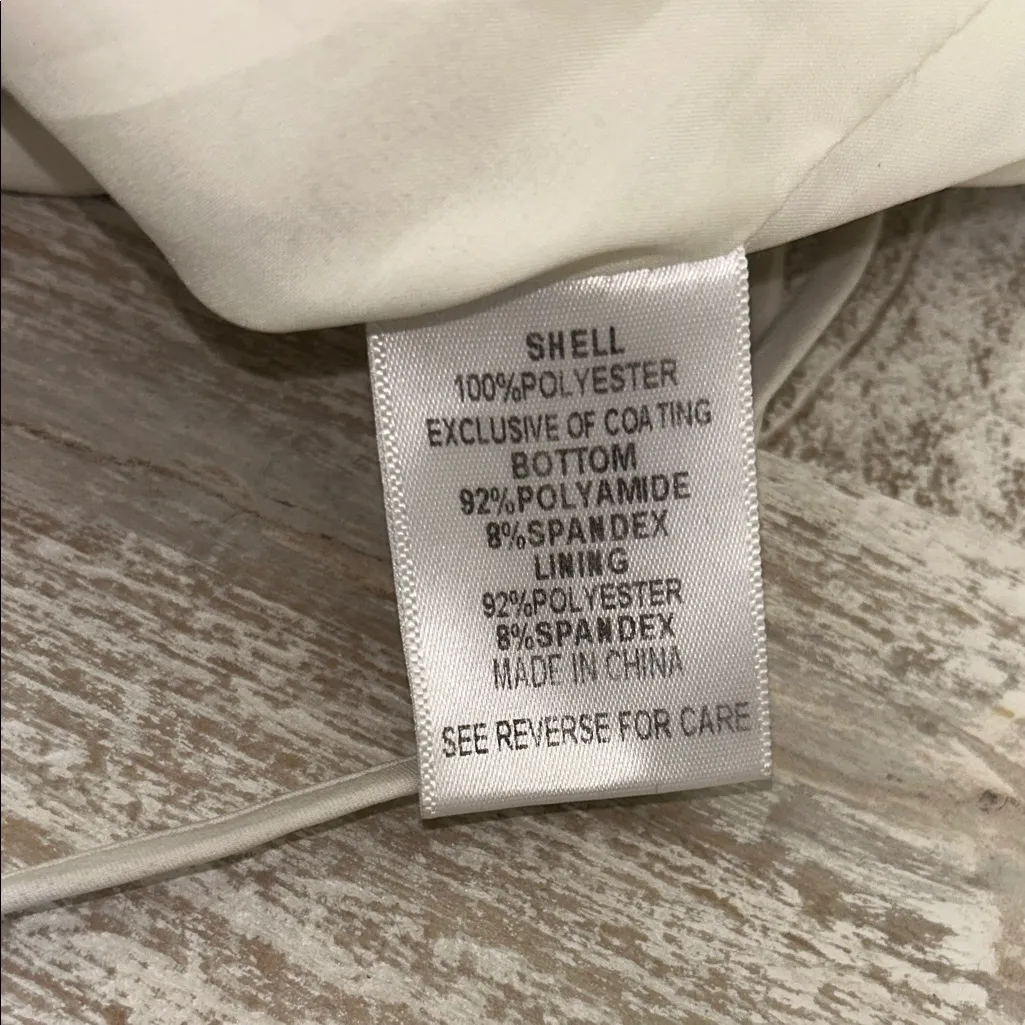 SHELL
100%POLYESTER
EXCLUSIVE OF COATING
BOTTOM
92%POLYAMIDE
8%SPANDEX
LINING
92%POLYESTER
8%SPANDEX
MADE IN CHINA
SEE REVERSE FOR CARE